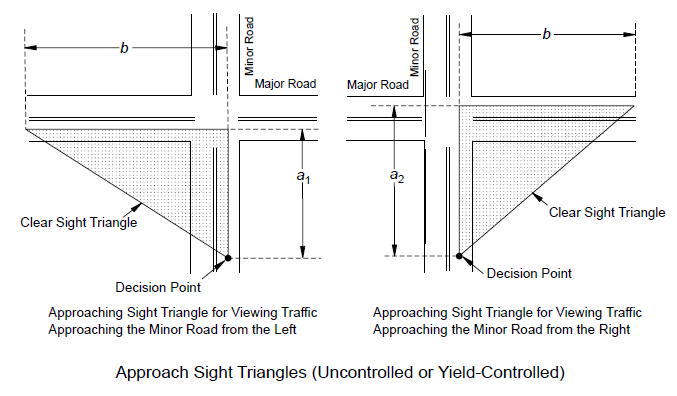 b
Minor Road
Major Road
a1
Clear Sight Triangle
Decision Point
Approaching Sight Triangle for Viewing Traffic
Approaching the Minor Road from the Left
b
Minor Road
Major Road
a2
Clear Sight Triangle
Decision Point
Approaching Sight Triangle for Viewing Traffic
Approaching the Minor Road from the Right
Approach Sight Triangles (Uncontrolled or Yield-Controlled)